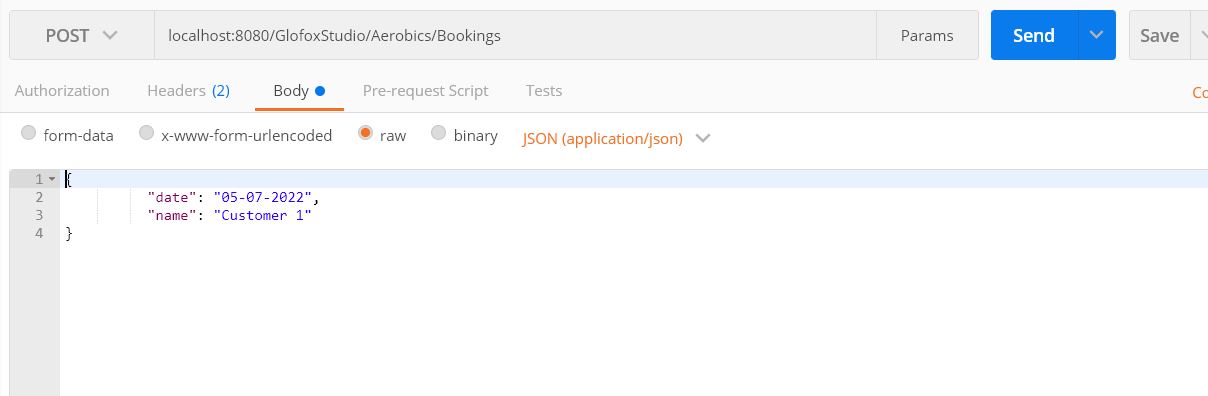 POST localhost:8080/GlofoxStudio/Aerobics/Bookings Params Send Save
Authorization Headers (2) Body Pre-request Script Tests Co
form-data x-www-form-urlencoded raw binary JSON (application/json)
1 {
2 "date": "05-07-2022",
3 "name": "Customer 1"
4 }